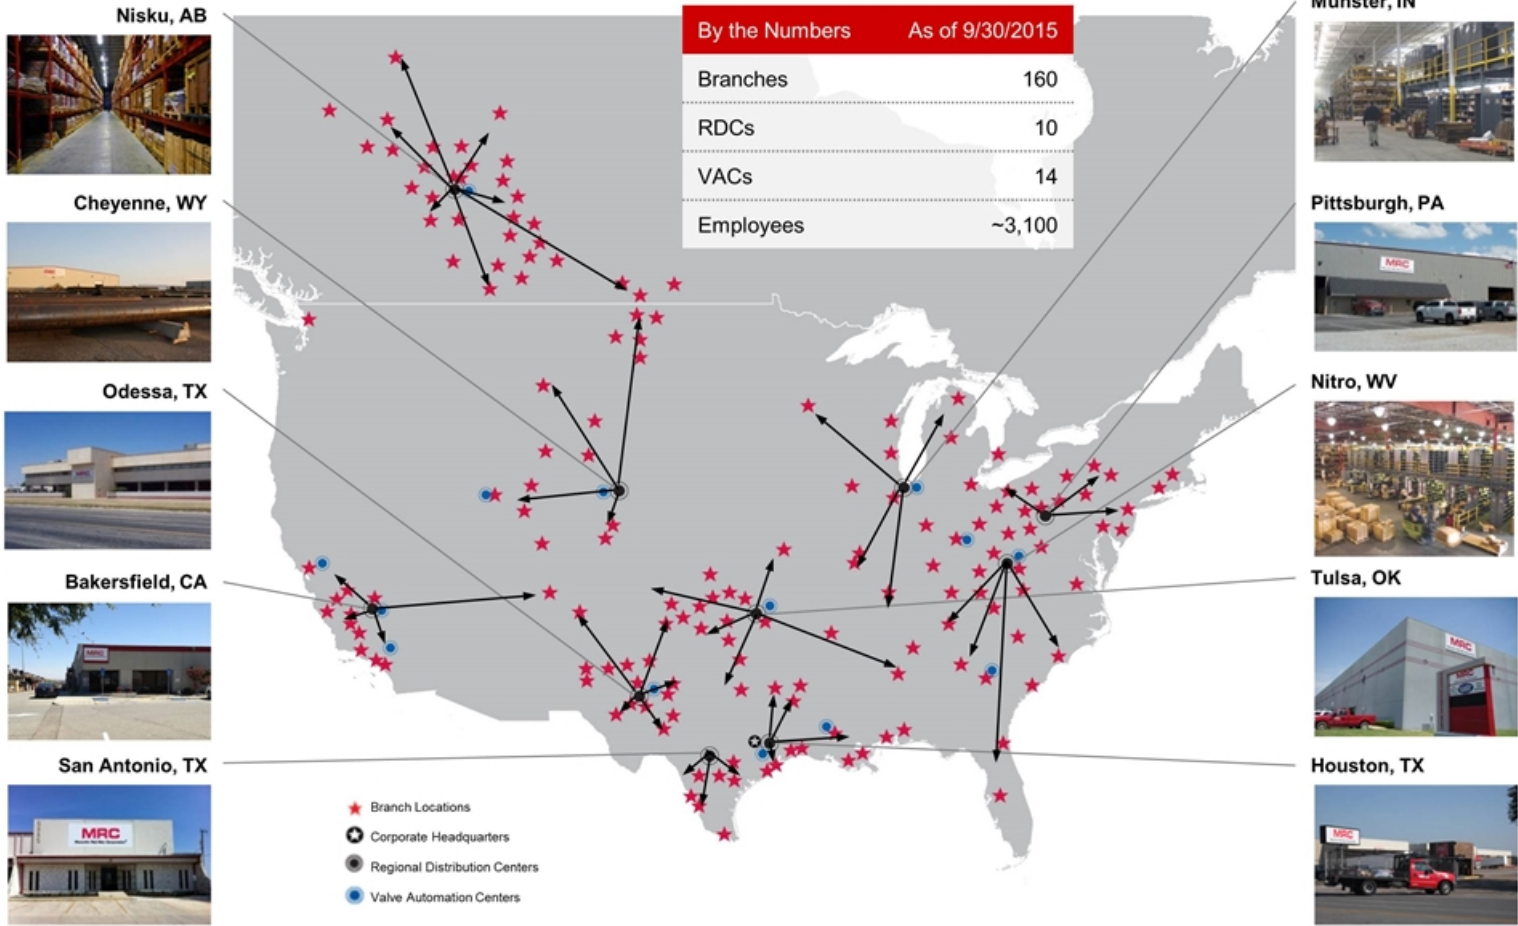 Nisku, AB
Cheyenne, WY
Odessa, TX
Bakersfield, CA
San Antonio, TX
By the Numbers As of 9/30/2015
Branches 160
RDCs 10
VACs 14
Employees ~3,100
Branch Locations
Corporate Headquarters
Regional Distribution Centers
Valve Automation Centers
Munster, IN
Pittsburgh, PA
MRC
Nitro, WV
Tulsa, OK
MRC
MRC
Houston, TX
MRC
MRC
MRC
MRC